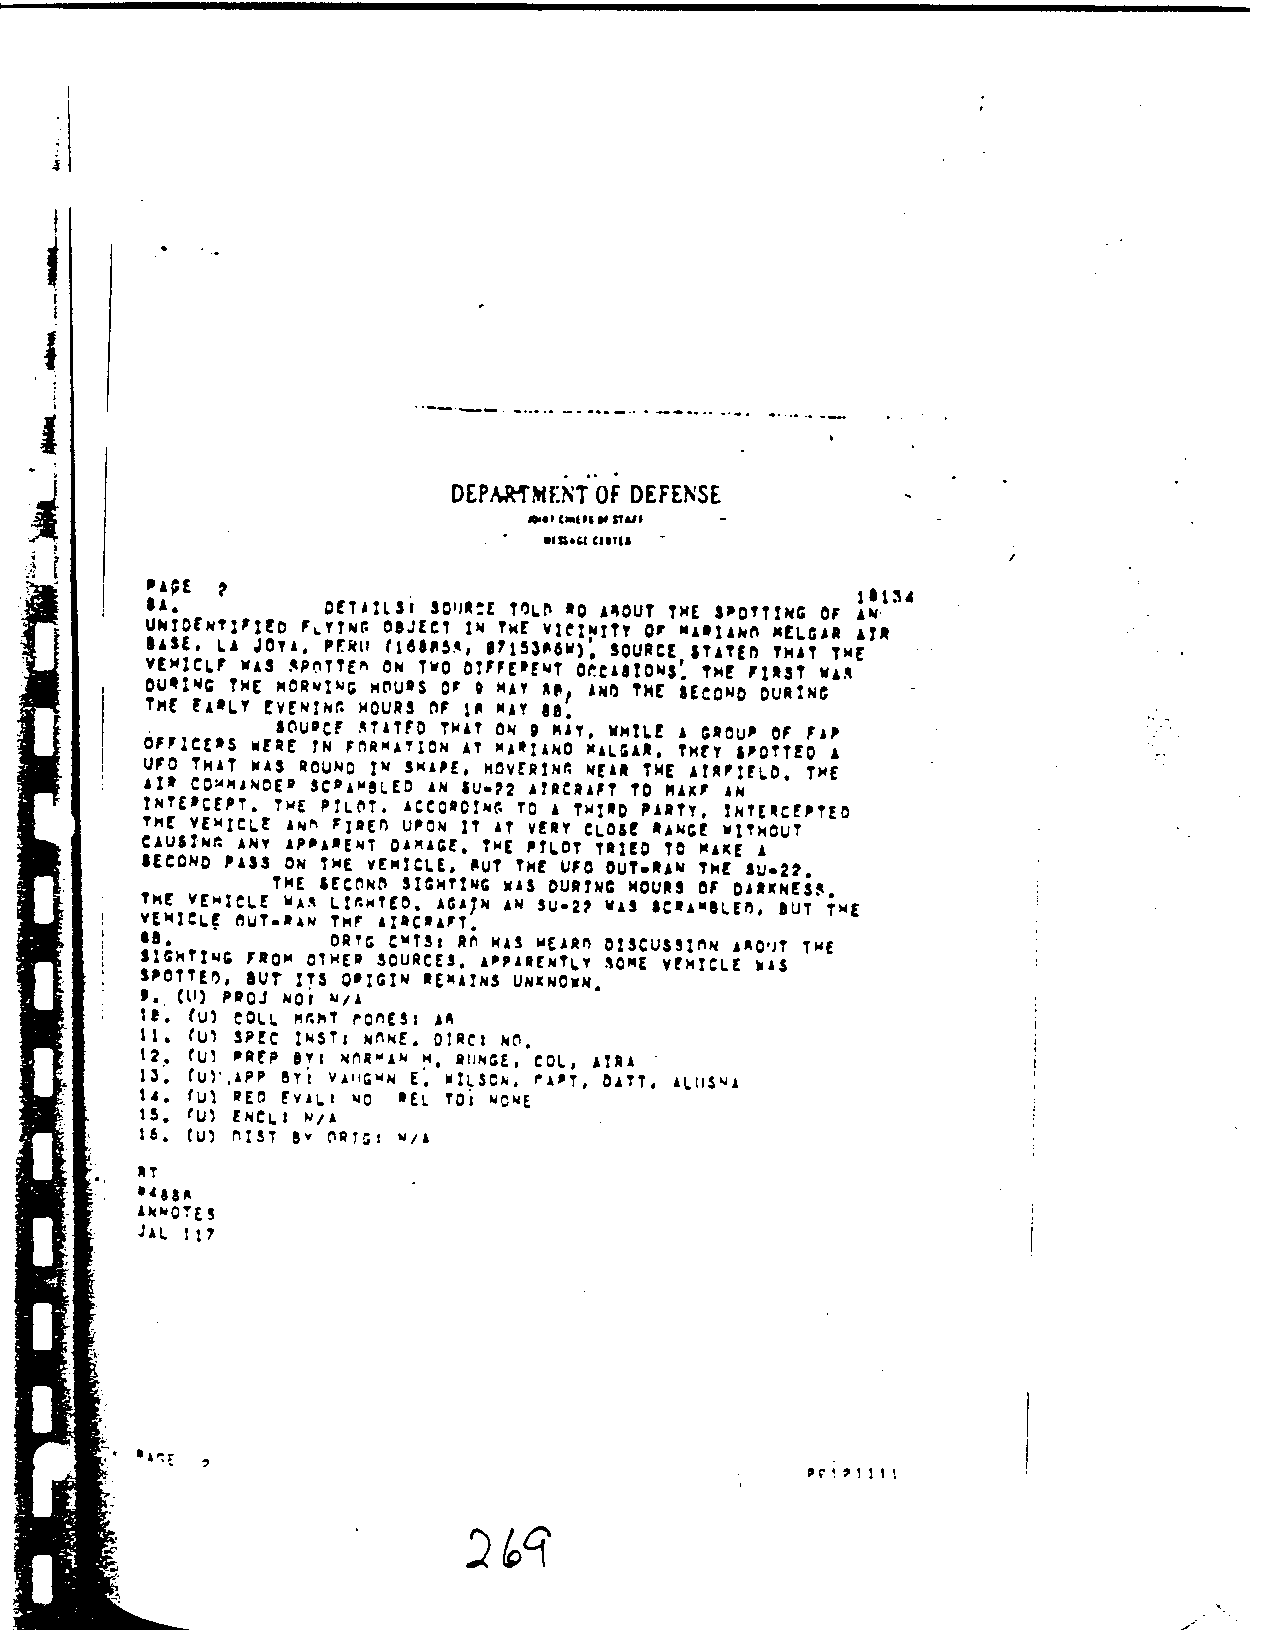 DEPARTMENT OF DEFENSE
JOINT CHIEFS OF STAFF
MESSAGE CENTER
PAGE 2 18134
8A. DETAILS: SOURCE TOLD RO ABOUT THE SPOTTING OF AN
UNIDENTIFIED FLYING OBJECT IN THE VICINITY OF MARIANO MELGAR AIR
BASE, LA JOYA, PERU (1605S, 0715306W). SOURCE STATED THAT THE
VEHICLE WAS SPOTTED ON TWO DIFFERENT OCCASIONS. THE FIRST WAS
DURING THE MORNING HOURS OF 9 MAY 80, AND THE SECOND DURING
THE EARLY EVENING HOURS OF 10 MAY 80.
SOURCE STATED THAT ON 9 MAY, WHILE A GROUP OF FAP
OFFICERS WERE IN FORMATION AT MARIANO MALGAR, THEY SPOTTED A
UFO THAT WAS ROUND IN SHAPE, HOVERING NEAR THE AIRFIELD. THE
AIR COMMANDER SCRAMBLED AN SU-22 AIRCRAFT TO MAKE AN
INTERCEPT. THE PILOT, ACCORDING TO A THIRD PARTY, INTERCEPTED
THE VEHICLE AND FIRED UPON IT AT VERY CLOSE RANGE WITHOUT
CAUSING ANY APPARENT DAMAGE. THE PILOT TRIED TO MAKE A
SECOND PASS ON THE VEHICLE, BUT THE UFO OUT-RAN THE SU-22.
THE SECOND SIGHTING WAS DURING HOURS OF DARKNESS.
THE VEHICLE WAS LIGHTED. AGAIN AN SU-22 WAS SCRAMBLED, BUT THE
VEHICLE OUT-RAN THE AIRCRAFT.
8B. ORIG CMTS: RO HAS HEARD DISCUSSION ABOUT THE
SIGHTING FROM OTHER SOURCES. APPARENTLY SOME VEHICLE WAS
SPOTTED, BUT ITS ORIGIN REMAINS UNKNOWN.
9. (U) PROJ NO: N/A
10. (U) COLL MGMT CODES: AB
11. (U) SPEC INST: NONE. DIRC: NO.
12. (U) PREP BY: NORMAN H. RUNGE, COL, AIRA
13. (U) APP BY: VAUGHN E. WILSON, CAPT, DATT, ALUSNA
14. (U) REQ EVAL: NO REL TO: NONE
15. (U) ENCL: N/A
16. (U) DIST BY ORIG: N/A
BT
#4888
ANNOTES
JAL 117
PAGE 2
269